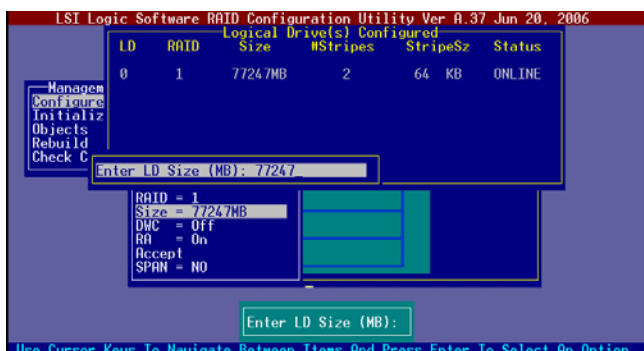 LSI Logic Software RAID Configuration Utility Ver A.37 Jun 20, 2006
Logical Drive(s) Configured
LD RAID Size #Stripes StripeSz Status
0 1 77247MB 2 64 KB ONLINE
Managem
Configure
Initializ
Objects
Rebuild
Check C
Enter LD Size (MB): 77247_
RAID = 1
Size = 77247MB
DWC = Off
RA = On
Accept
SPAN = NO
Enter LD Size (MB):
Use Cursor Keys To Navigate Between Items And Press Enter To Select An Option